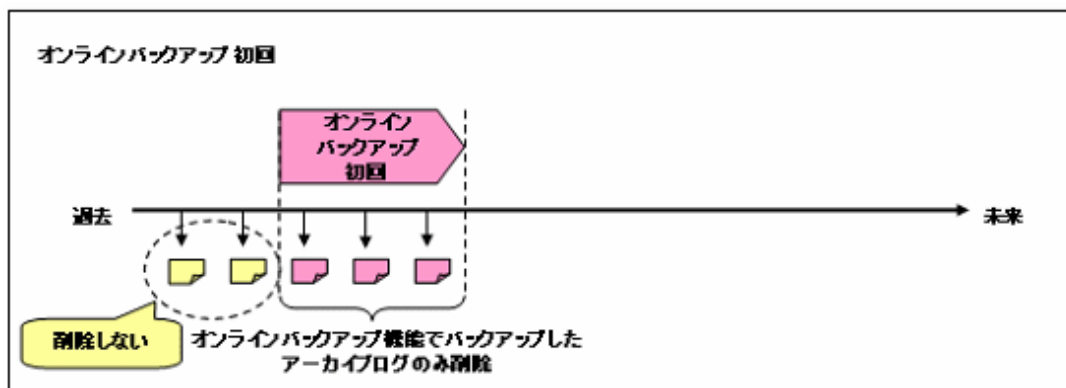 オンラインバックアップ 初回
オンライン
バックアップ
初回
過去
未来
削除しない
オンラインバックアップ機能でバックアップした
アーカイブログのみ削除